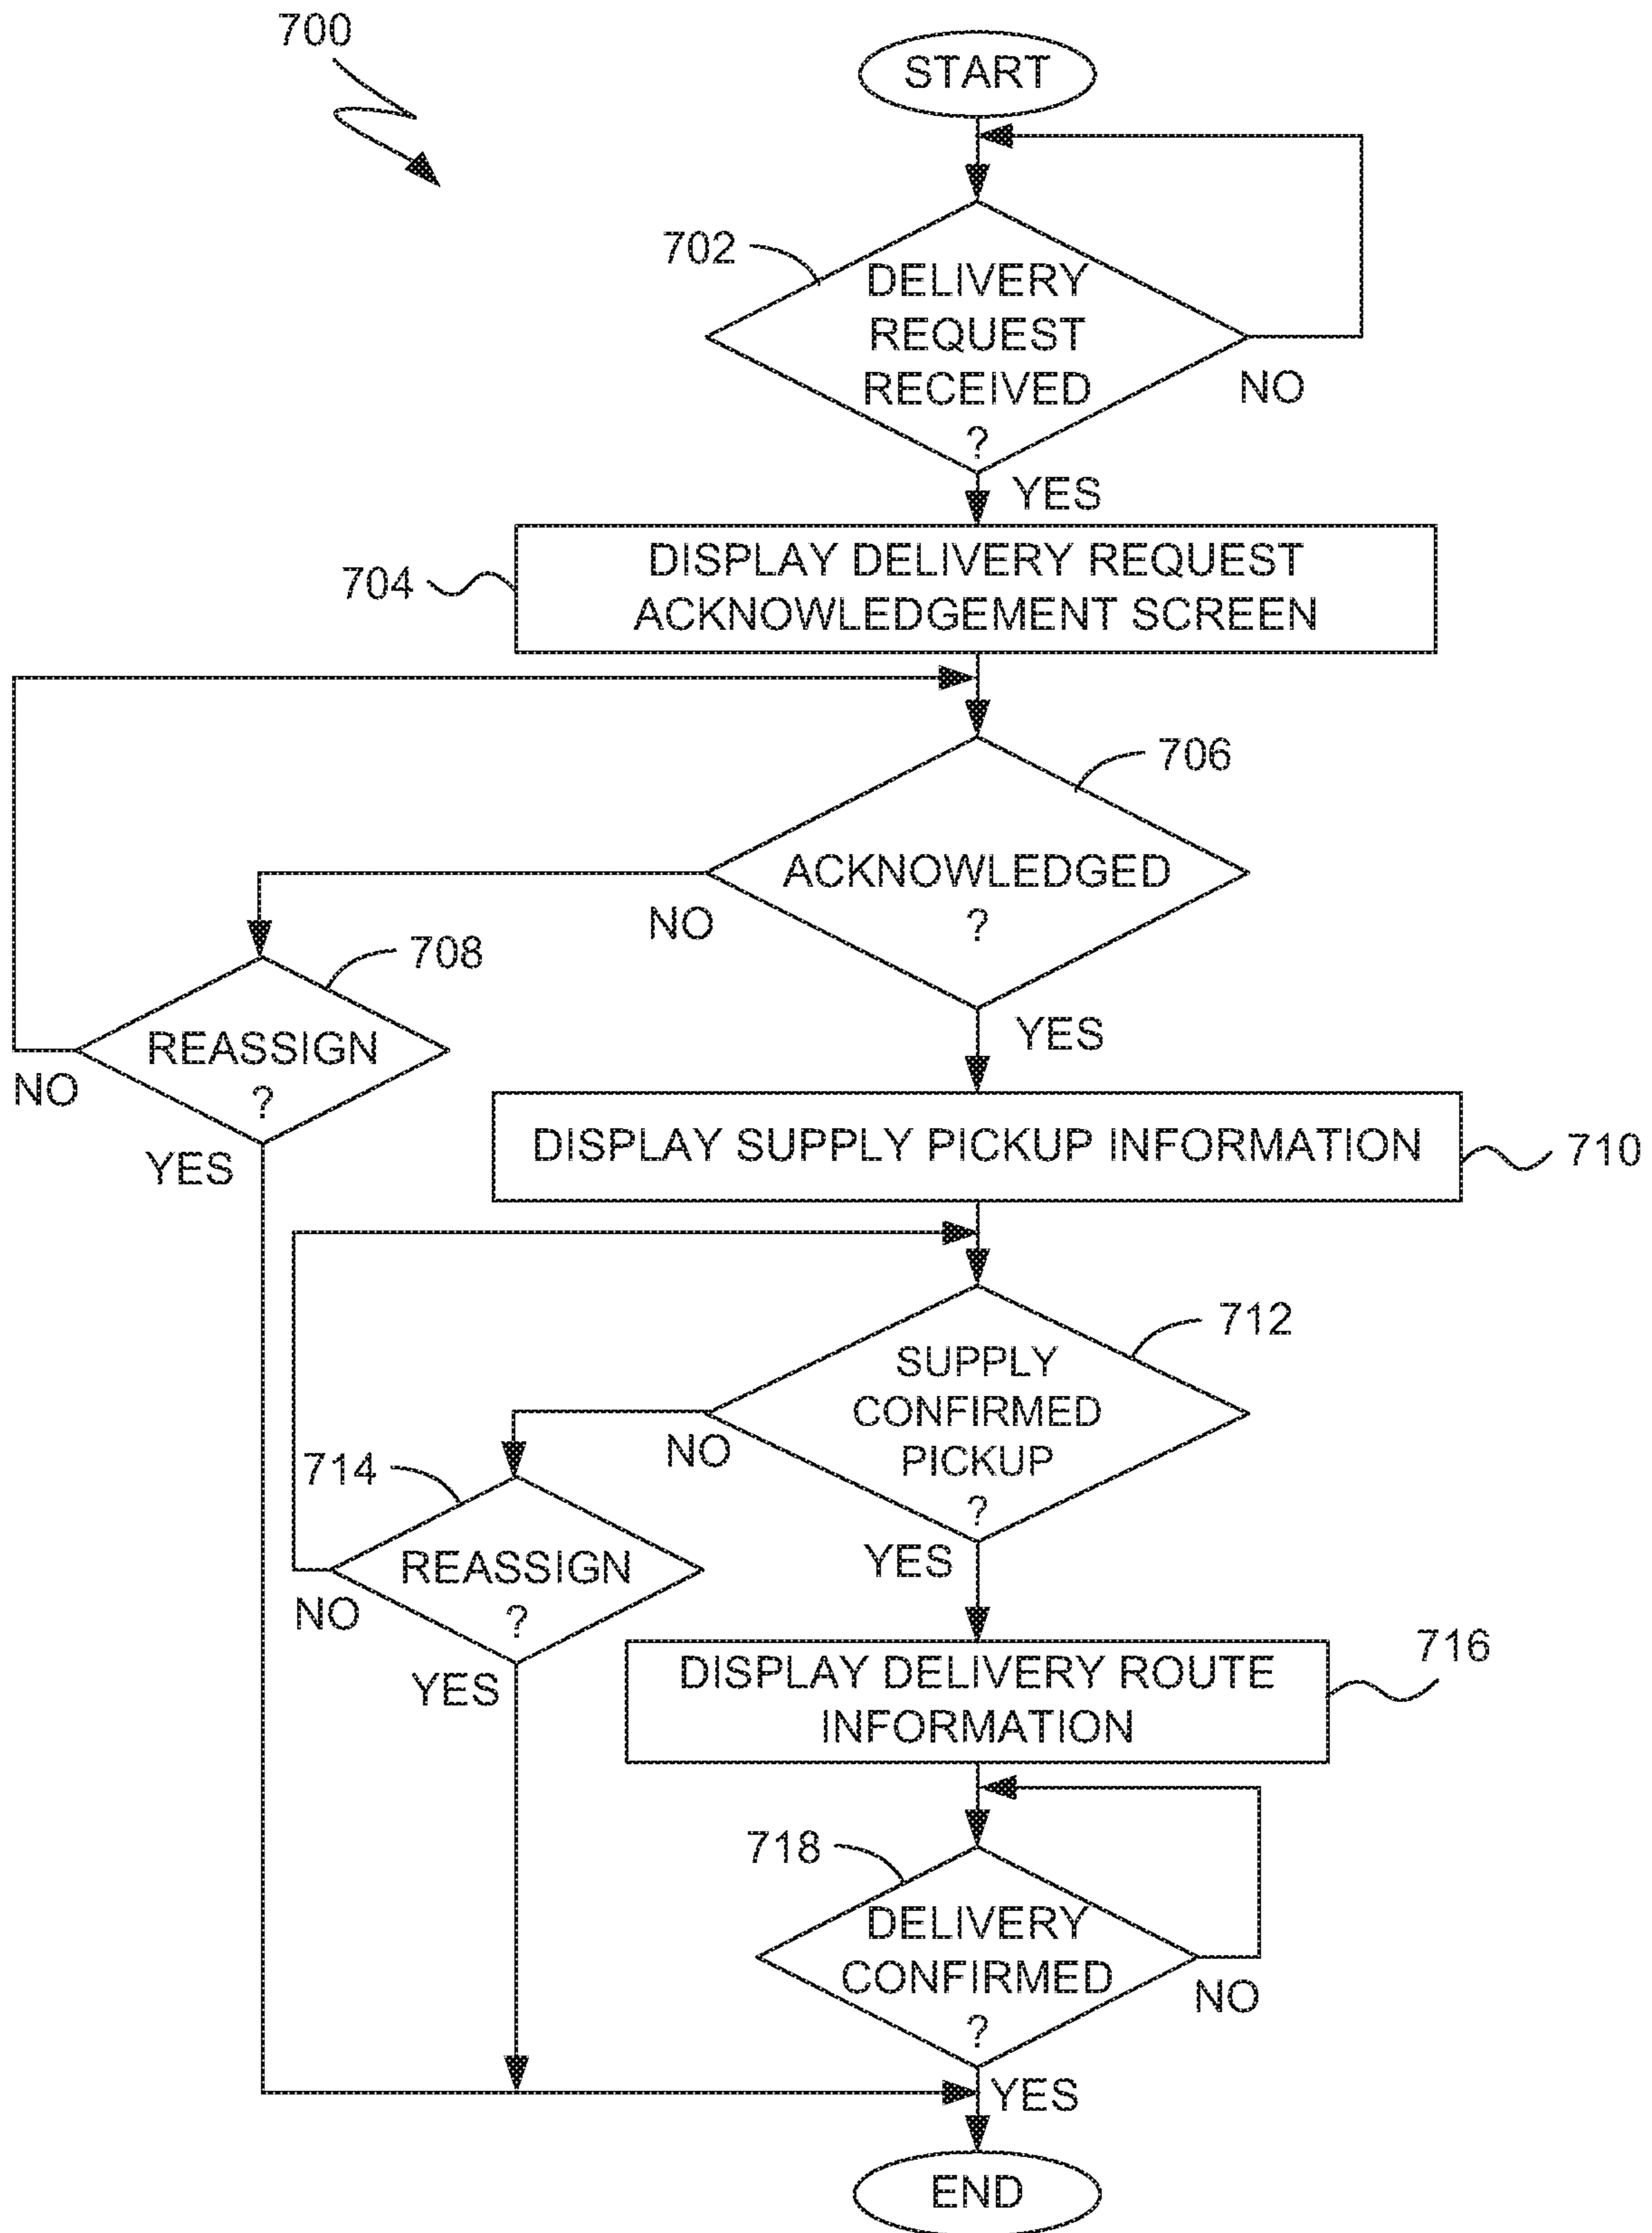 700
START
702
DELIVERY
REQUEST
RECEIVED
?
NO
YES
704
DISPLAY DELIVERY REQUEST
ACKNOWLEDGEMENT SCREEN
706
ACKNOWLEDGED
?
NO
YES
708
REASSIGN
?
NO
YES
DISPLAY SUPPLY PICKUP INFORMATION
710
712
SUPPLY
CONFIRMED
PICKUP
?
NO
YES
714
REASSIGN
?
NO
YES
716
DISPLAY DELIVERY ROUTE
INFORMATION
718
DELIVERY
CONFIRMED
?
NO
YES
END